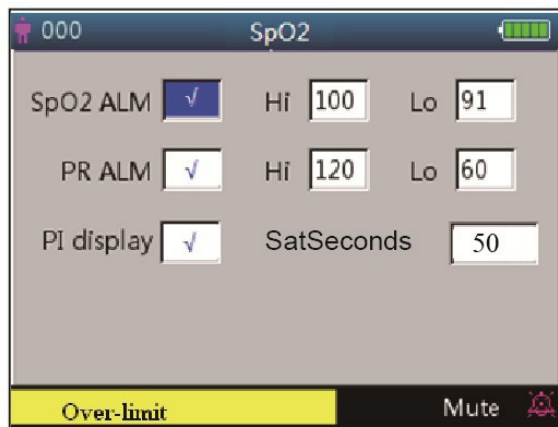 000 SpO2
SpO2 ALM √ Hi 100 Lo 91
PR ALM √ Hi 120 Lo 60
PI display √ SatSeconds 50
Over-limit Mute